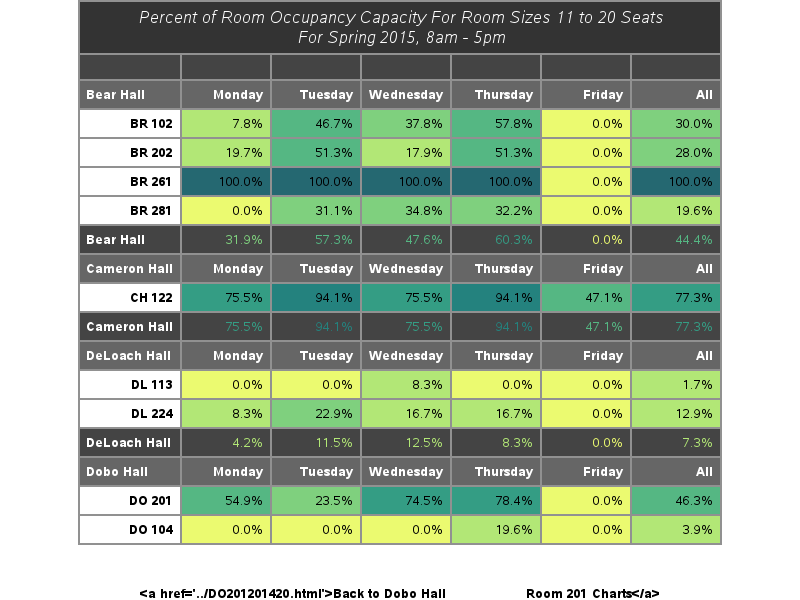 Percent of Room Occupancy Capacity For Room Sizes 11 to 20 Seats
For Spring 2015, 8am - 5pm
Bear Hall Monday Tuesday Wednesday Thursday Friday All
BR 102 7.8% 46.7% 37.8% 57.8% 0.0% 30.0%
BR 202 19.7% 51.3% 17.9% 51.3% 0.0% 28.0%
BR 261 100.0% 100.0% 100.0% 100.0% 0.0% 100.0%
BR 281 0.0% 31.1% 34.8% 32.2% 0.0% 19.6%
Bear Hall 31.9% 57.3% 47.6% 60.3% 0.0% 44.4%
Cameron Hall Monday Tuesday Wednesday Thursday Friday All
CH 122 75.5% 94.1% 75.5% 94.1% 47.1% 77.3%
Cameron Hall 75.5% 94.1% 75.5% 94.1% 47.1% 77.3%
DeLoach Hall Monday Tuesday Wednesday Thursday Friday All
DL 113 0.0% 0.0% 8.3% 0.0% 0.0% 1.7%
DL 224 8.3% 22.9% 16.7% 16.7% 0.0% 12.9%
DeLoach Hall 4.2% 11.5% 12.5% 8.3% 0.0% 7.3%
Dobo Hall Monday Tuesday Wednesday Thursday Friday All
DO 201 54.9% 23.5% 74.5% 78.4% 0.0% 46.3%
DO 104 0.0% 0.0% 0.0% 19.6% 0.0% 3.9%
<a href='../DO201201420.html'>Back to Dobo Hall Room 201 Charts</a>